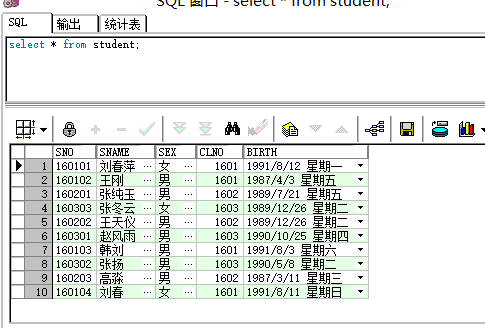 SQL 窗口 - select * from student;
SQL 输出 统计表
select * from student;
SNO SNAME SEX CLNO BIRTH
1 160101 刘春萍 … 女 … 1601 1991/8/12 星期一
2 160102 王刚 … 男 … 1601 1987/4/3 星期五
3 160201 张纯玉 … 男 … 1602 1989/7/21 星期五
4 160303 张冬云 … 女 … 1603 1989/12/26 星期二
5 160202 王天仪 … 男 … 1602 1989/12/26 星期二
6 160301 赵风雨 … 男 … 1603 1990/10/25 星期四
7 160103 韩刘 … 男 … 1601 1991/8/3 星期六
8 160302 张扬 … 男 … 1603 1990/5/8 星期二
9 160203 高淼 … 男 … 1602 1987/3/11 星期三
10 160104 刘春 … 女 … 1601 1991/8/11 星期日